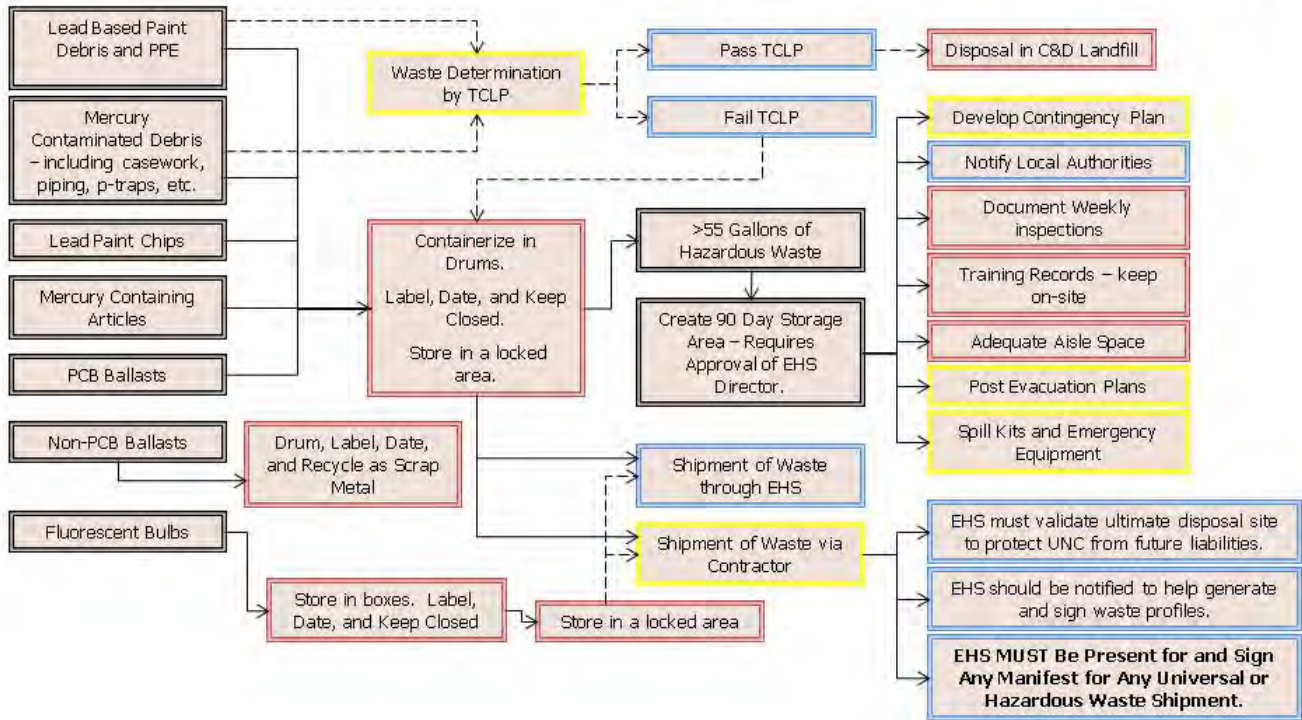 Lead Based Paint
Debris and PPE
Mercury
Contaminated Debris
– including casework,
piping, p-traps, etc.
Lead Paint Chips
Mercury Containing
Articles
PCB Ballasts
Non-PCB Ballasts
Fluorescent Bulbs
Waste Determination
by TCLP
Pass TCLP
Fail TCLP
Disposal in C&D Landfill
Containerize in
Drums.
Label, Date, and Keep
Closed.
Store in a locked
area.
>55 Gallons of
Hazardous Waste
Create 90 Day Storage
Area – Requires
Approval of EHS
Director.
Develop Contingency Plan
Notify Local Authorities
Document Weekly
inspections
Training Records – keep
on-site
Adequate Aisle Space
Post Evacuation Plans
Spill Kits and Emergency
Equipment
Drum, Label, Date,
and Recycle as Scrap
Metal
Store in boxes. Label,
Date, and Keep Closed
Store in a locked area
Shipment of Waste
through EHS
Shipment of Waste via
Contractor
EHS must validate ultimate disposal site
to protect UNC from future liabilities.
EHS should be notified to help generate
and sign waste profiles.
EHS MUST Be Present for and Sign
Any Manifest for Any Universal or
Hazardous Waste Shipment.